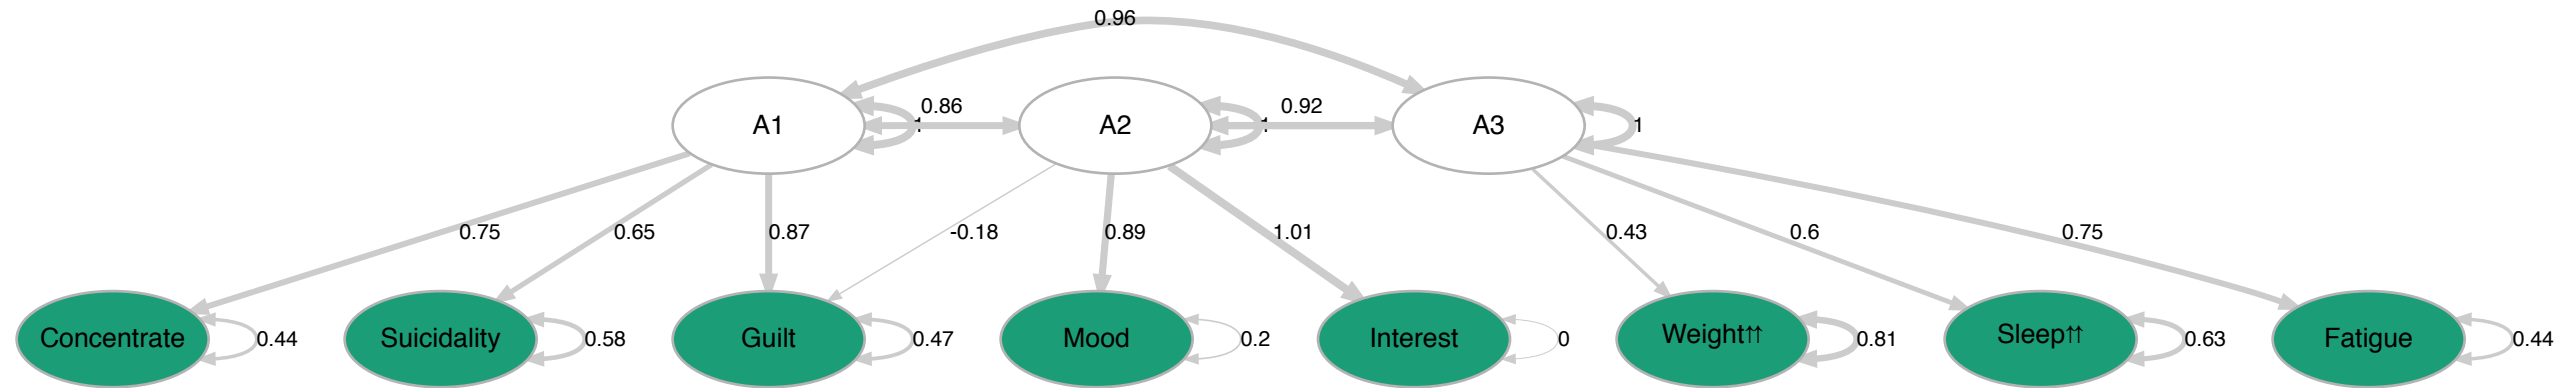 0.96
0.86
0.92
A1
1
A2
1
A3
1
0.75
0.65
0.87
-0.18
0.89
1.01
0.43
0.6
0.75
Concentrate
0.44
Suicidality
0.58
Guilt
0.47
Mood
0.2
Interest
0
Weight⇈
0.81
Sleep⇈
0.63
Fatigue
0.44